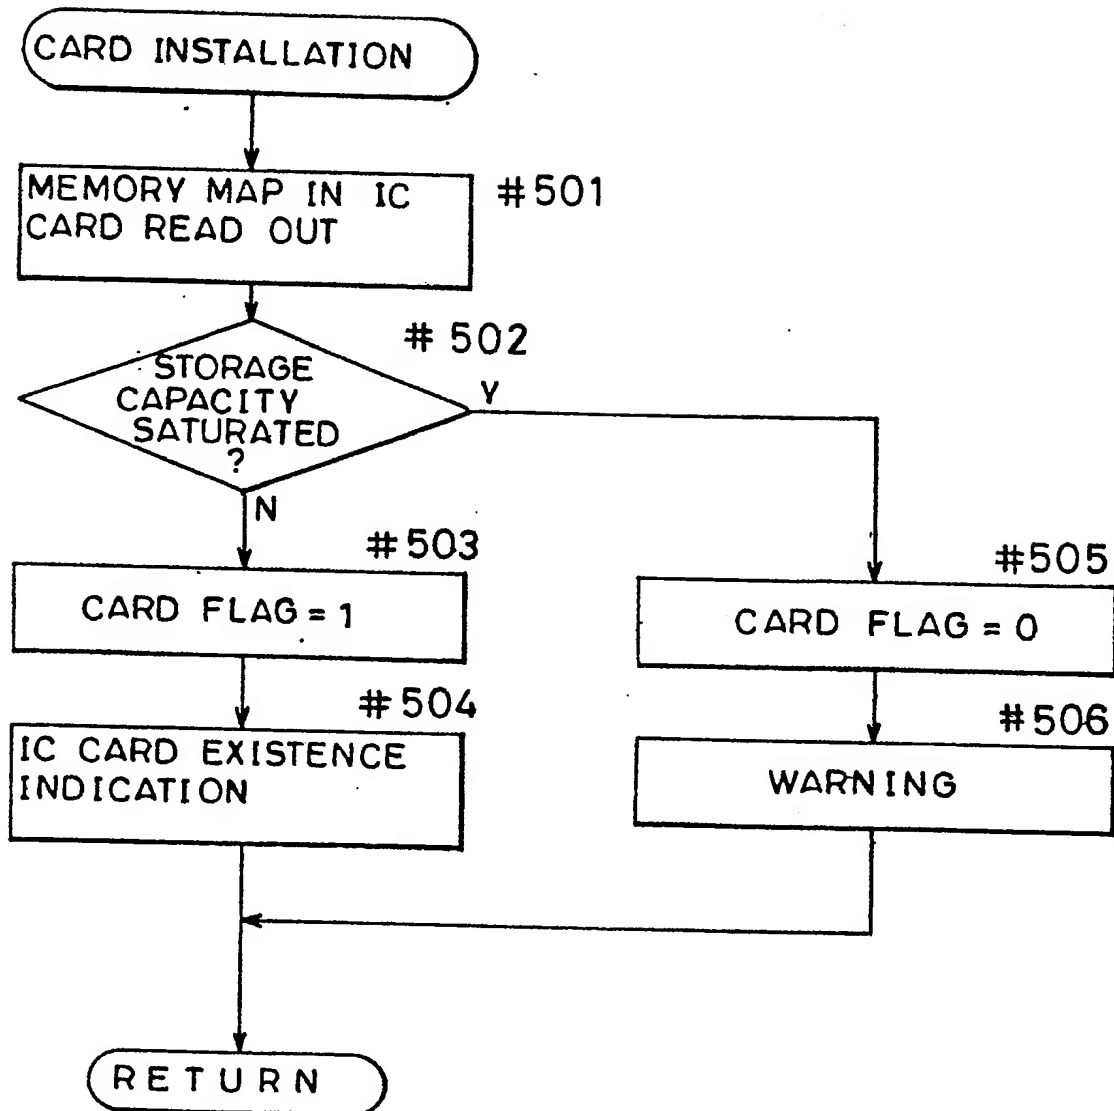 CARD INSTALLATION
MEMORY MAP IN IC
CARD READ OUT
#501
#502
STORAGE
CAPACITY
SATURATED
?
Y
N
#503
CARD FLAG = 1
#504
IC CARD EXISTENCE
INDICATION
#505
CARD FLAG = 0
#506
WARNING
RETURN